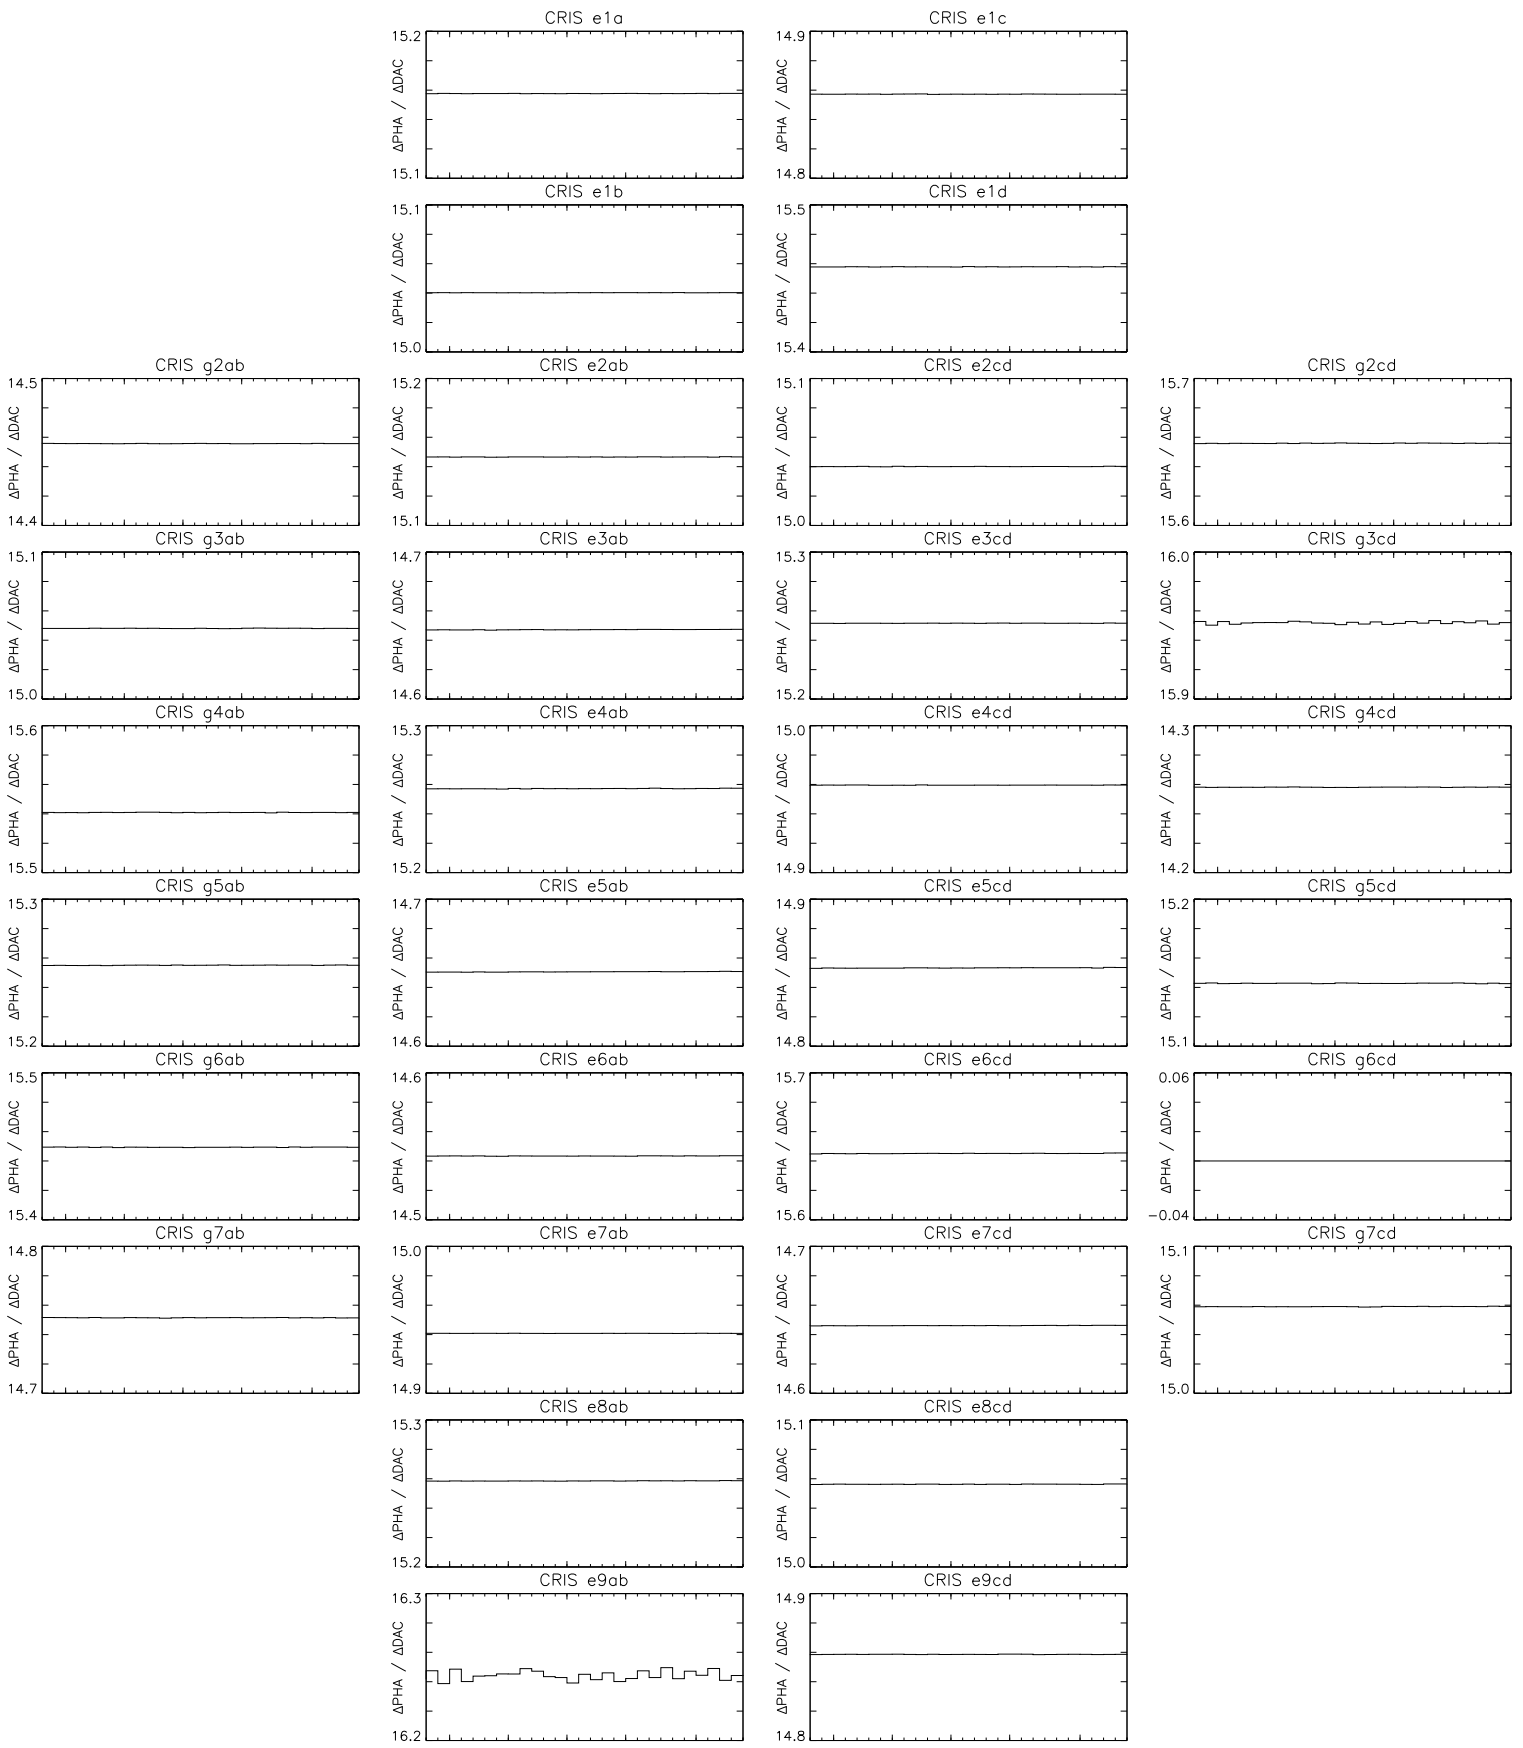 CRIS e1a
CRIS e1c
15.2
ΔPHA / ΔDAC
15.1
14.9
ΔPHA / ΔDAC
14.8
CRIS e1b
CRIS e1d
15.1
ΔPHA / ΔDAC
15.0
15.5
ΔPHA / ΔDAC
15.4
CRIS g2ab
CRIS e2ab
CRIS e2cd
CRIS g2cd
14.5
ΔPHA / ΔDAC
14.4
15.2
ΔPHA / ΔDAC
15.1
15.1
ΔPHA / ΔDAC
15.0
15.7
ΔPHA / ΔDAC
15.6
CRIS g3ab
CRIS e3ab
CRIS e3cd
CRIS g3cd
15.1
ΔPHA / ΔDAC
15.0
14.7
ΔPHA / ΔDAC
14.6
15.3
ΔPHA / ΔDAC
15.2
16.0
ΔPHA / ΔDAC
15.9
CRIS g4ab
CRIS e4ab
CRIS e4cd
CRIS g4cd
15.6
ΔPHA / ΔDAC
15.5
15.3
ΔPHA / ΔDAC
15.2
15.0
ΔPHA / ΔDAC
14.9
14.3
ΔPHA / ΔDAC
14.2
CRIS g5ab
CRIS e5ab
CRIS e5cd
CRIS g5cd
15.3
ΔPHA / ΔDAC
15.2
14.7
ΔPHA / ΔDAC
14.6
14.9
ΔPHA / ΔDAC
14.8
15.2
ΔPHA / ΔDAC
15.1
CRIS g6ab
CRIS e6ab
CRIS e6cd
CRIS g6cd
15.5
ΔPHA / ΔDAC
15.4
14.6
ΔPHA / ΔDAC
14.5
15.7
ΔPHA / ΔDAC
15.6
0.06
ΔPHA / ΔDAC
−0.04
CRIS g7ab
CRIS e7ab
CRIS e7cd
CRIS g7cd
14.8
ΔPHA / ΔDAC
14.7
15.0
ΔPHA / ΔDAC
14.9
14.7
ΔPHA / ΔDAC
14.6
15.1
ΔPHA / ΔDAC
15.0
CRIS e8ab
CRIS e8cd
15.3
ΔPHA / ΔDAC
15.2
15.1
ΔPHA / ΔDAC
15.0
CRIS e9ab
CRIS e9cd
16.3
ΔPHA / ΔDAC
16.2
14.9
ΔPHA / ΔDAC
14.8